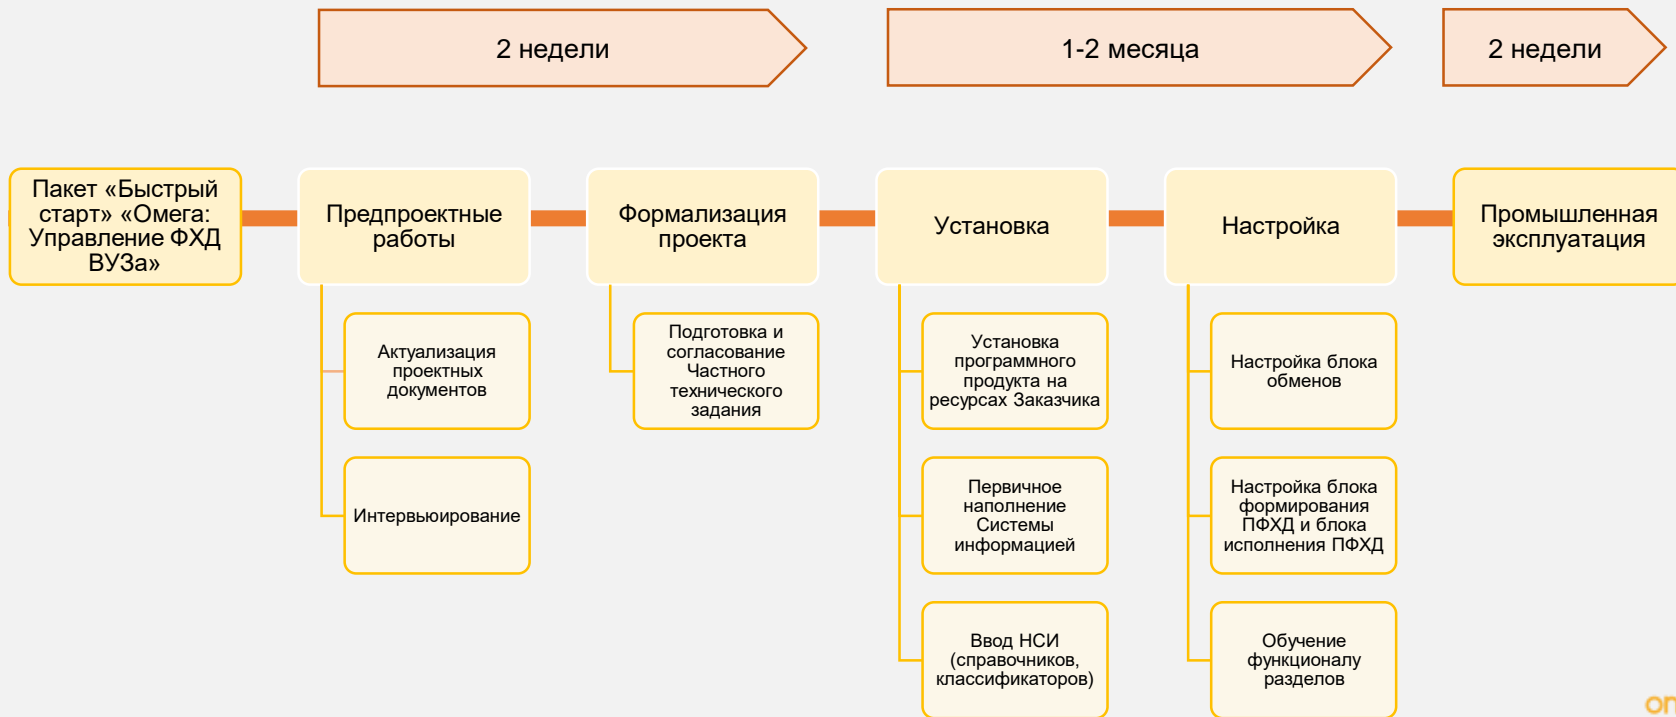 2 недели
1-2 месяца
2 недели
Пакет «Быстрый
старт» «Омега:
Управление ФХД
ВУЗа»
Предпроектные
работы
Формализация
проекта
Установка
Настройка
Промышленная
эксплуатация
Актуализация
проектных
документов
Интервьюирование
Подготовка и
согласование
Частного
технического
задания
Установка
программного
продукта на
ресурсах Заказчика
Первичное
наполнение
Системы
информацией
Ввод НСИ
(справочников,
классификаторов)
Настройка блока
обменов
Настройка блока
формирования
ПФХД и блока
исполнения ПФХД
Обучение
функционалу
разделов